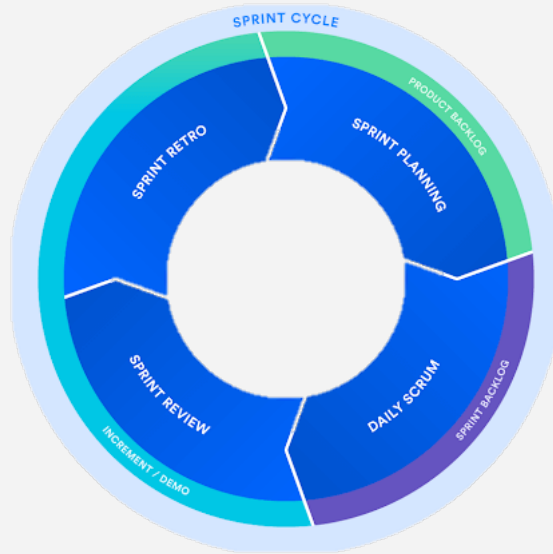 SPRINT CYCLE
PRODUCT BACKLOG
SPRINT PLANNING
SPRINT BACKLOG
DAILY SCRUM
INCREMENT / DEMO
SPRINT REVIEW
SPRINT RETRO